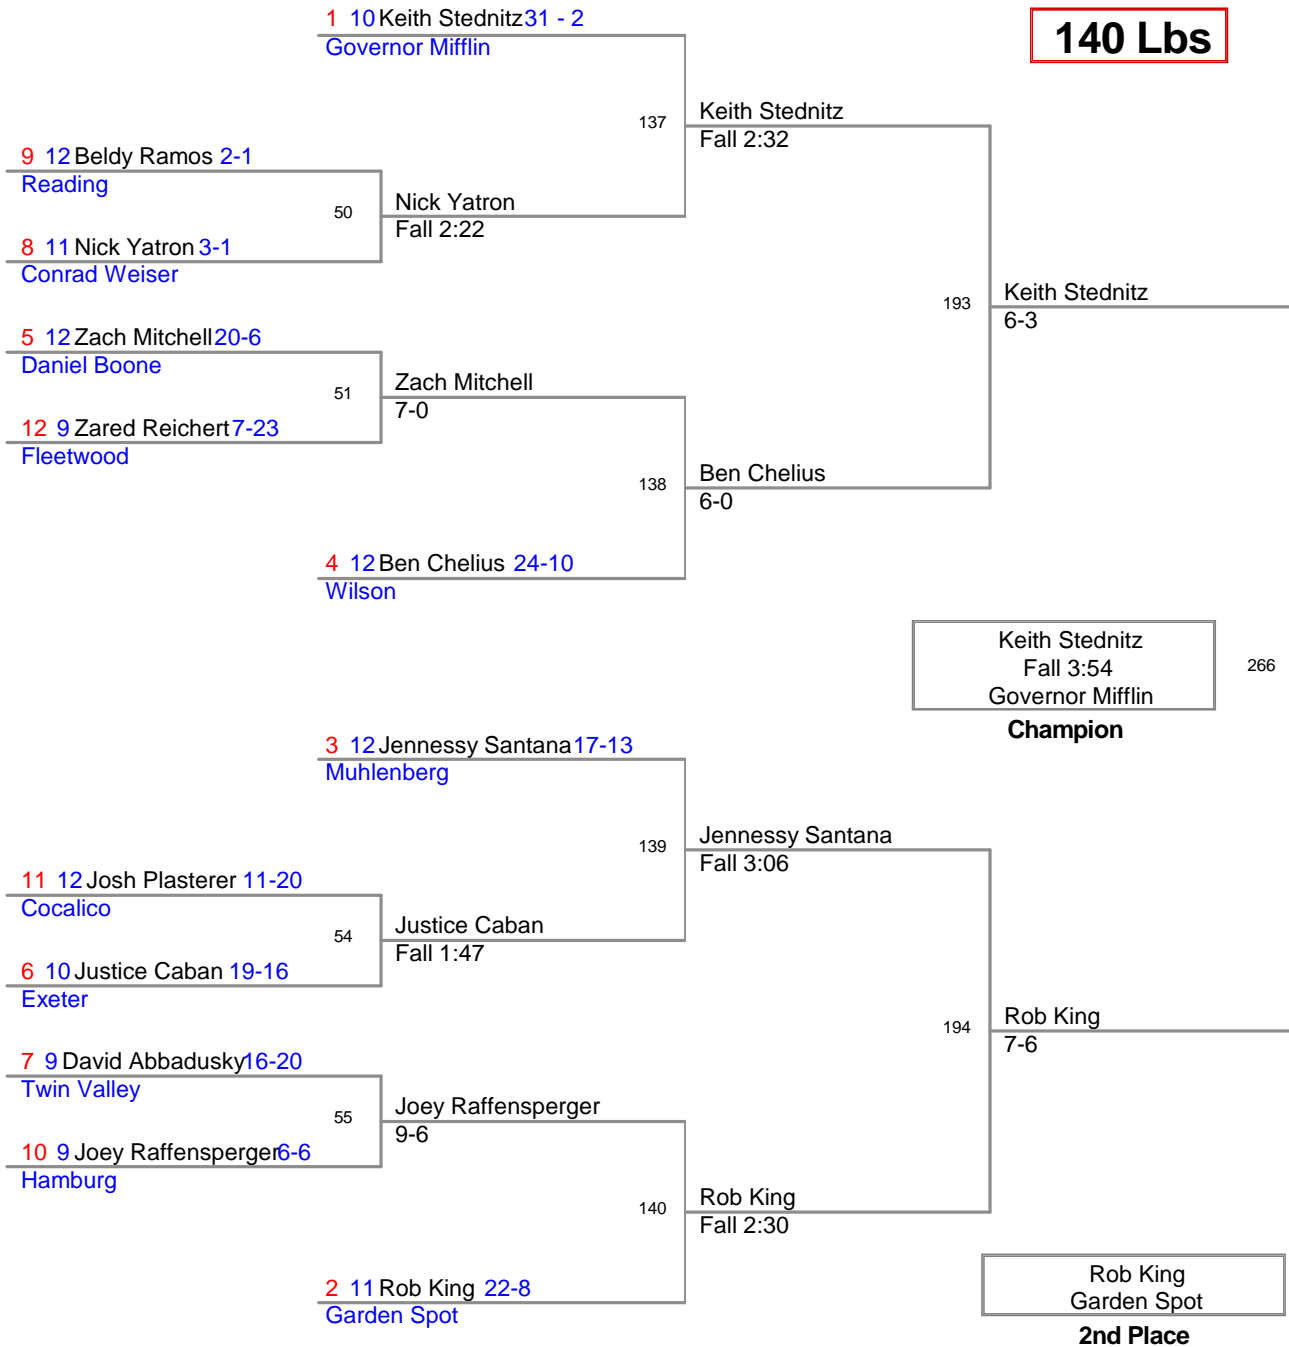 1 10 Keith Stednitz 31 - 2
Governor Mifflin
140 Lbs
137
Keith Stednitz
Fall 2:32
9 12 Beldy Ramos 2-1
Reading
50
Nick Yatron
Fall 2:22
8 11 Nick Yatron 3-1
Conrad Weiser
193
Keith Stednitz
6-3
5 12 Zach Mitchell 20-6
Daniel Boone
51
Zach Mitchell
7-0
12 9 Zared Reichert 7-23
Fleetwood
138
Ben Chelius
6-0
4 12 Ben Chelius 24-10
Wilson
Keith Stednitz
Fall 3:54
Governor Mifflin
266
Champion
3 12 Jennessy Santana 17-13
Muhlenberg
139
Jennessy Santana
Fall 3:06
11 12 Josh Plasterer 11-20
Cocalico
54
Justice Caban
Fall 1:47
6 10 Justice Caban 19-16
Exeter
194
Rob King
7-6
7 9 David Abbadusky 16-20
Twin Valley
55
Joey Raffensperger
9-6
10 9 Joey Raffensperger 6-6
Hamburg
140
Rob King
Fall 2:30
2 11 Rob King 22-8
Garden Spot
Rob King
Garden Spot
2nd Place